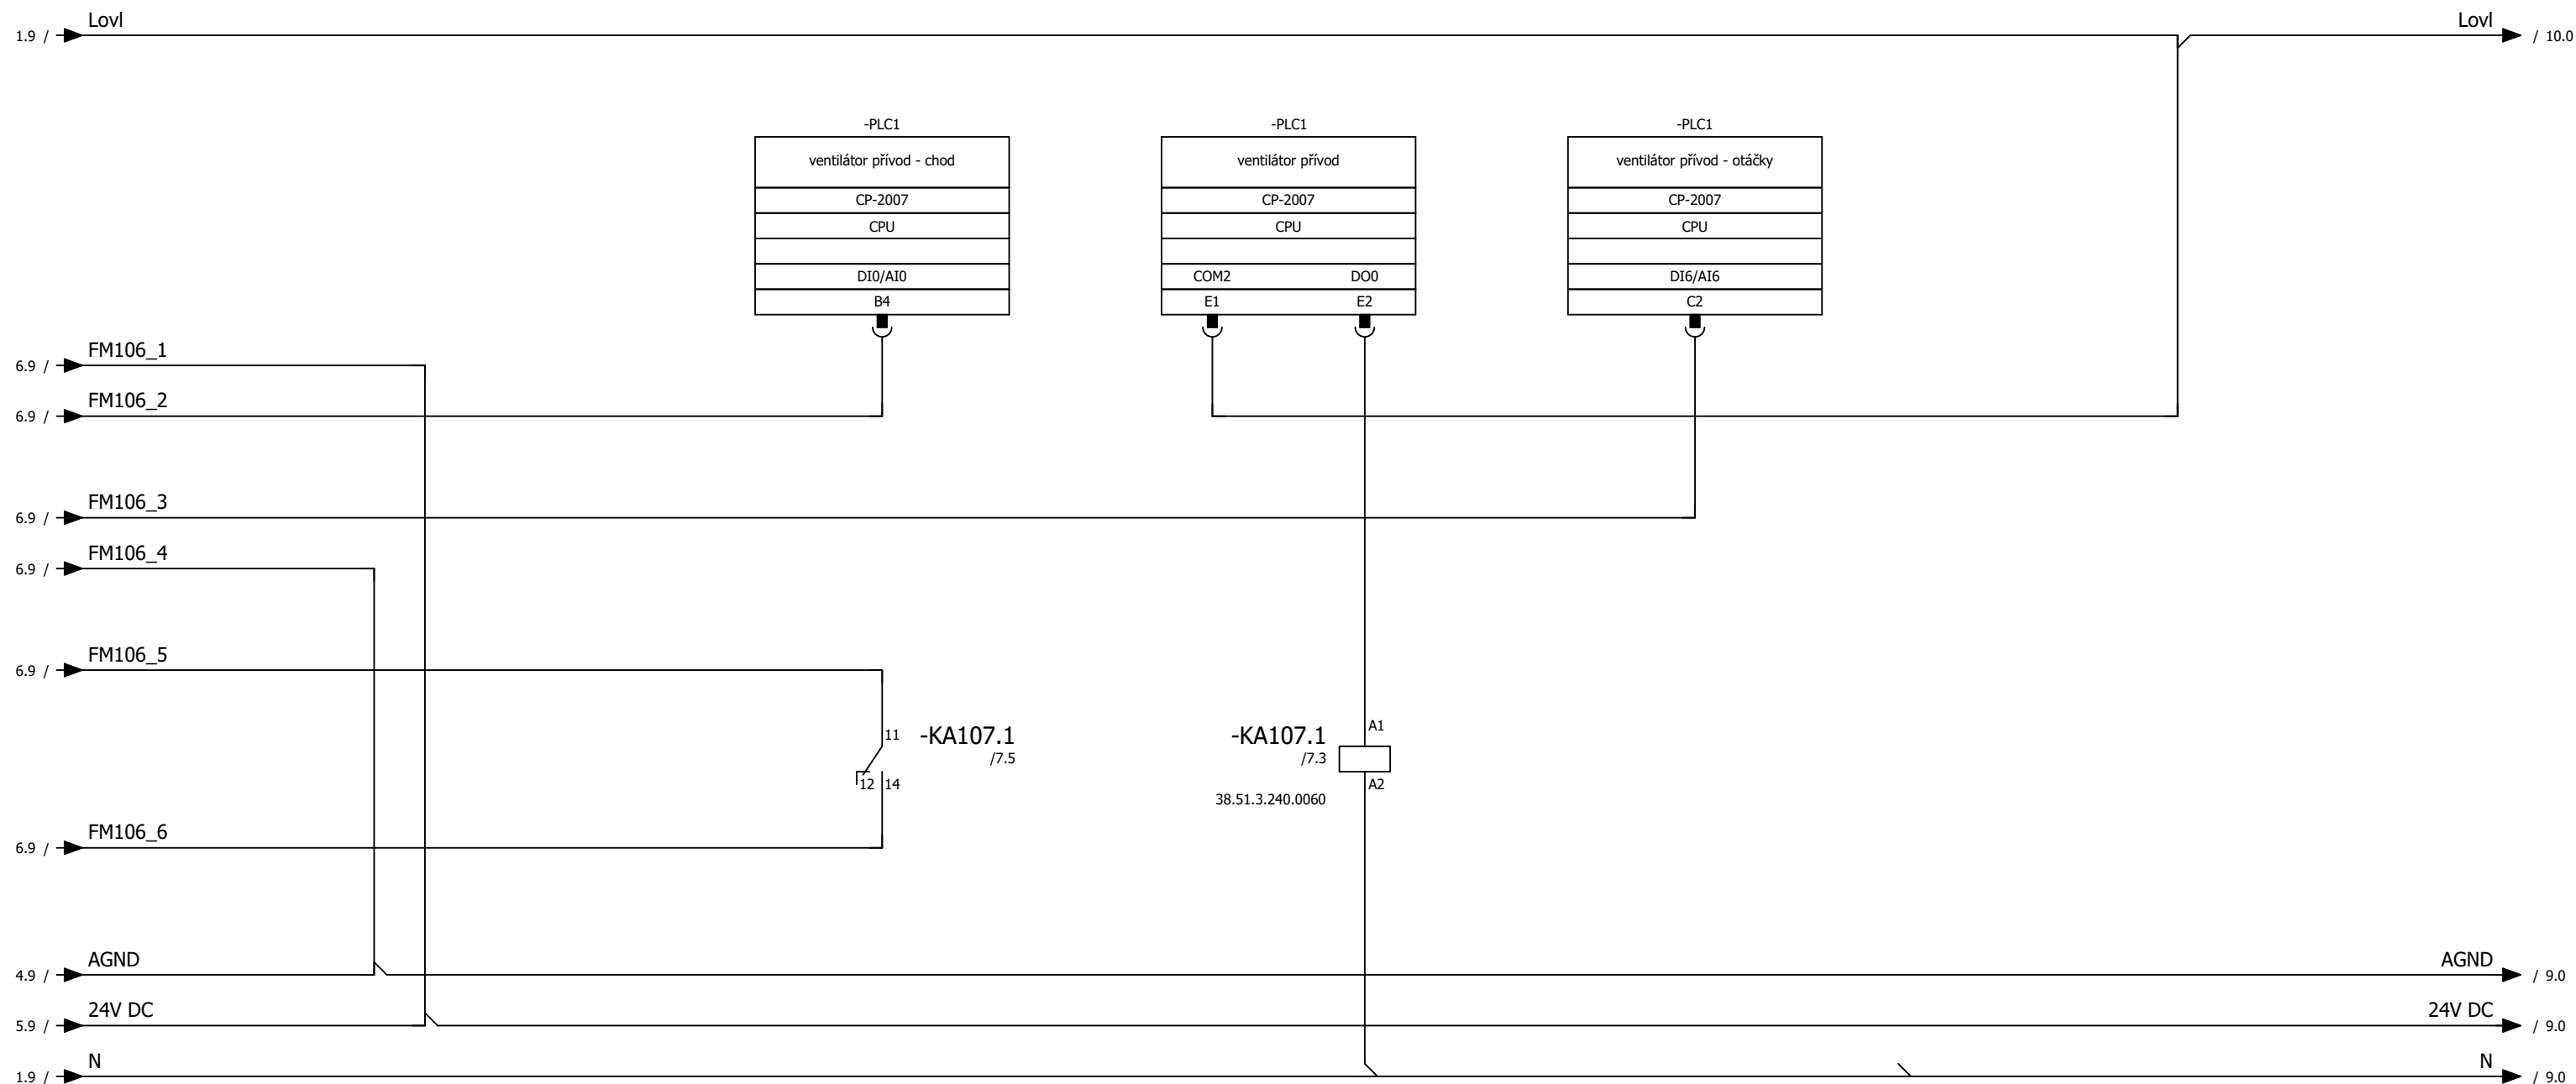 Lovl
Lovl
1.9 /
/ 10.0
-PLC1
-PLC1
-PLC1
ventilátor přívod - chod
ventilátor přívod
ventilátor přívod - otáčky
CP-2007
CP-2007
CP-2007
CPU
CPU
CPU
DI0/AI0
COM2
DO0
DI6/AI6
B4
E1
E2
C2
FM106_1
6.9 /
FM106_2
6.9 /
FM106_3
6.9 /
FM106_4
6.9 /
FM106_5
6.9 /
11
-KA107.1
/7.5
12
14
-KA107.1
/7.3
A1
A2
38.51.3.240.0060
FM106_6
6.9 /
AGND
AGND
4.9 /
/ 9.0
24V DC
24V DC
5.9 /
/ 9.0
N
N
1.9 /
/ 9.0